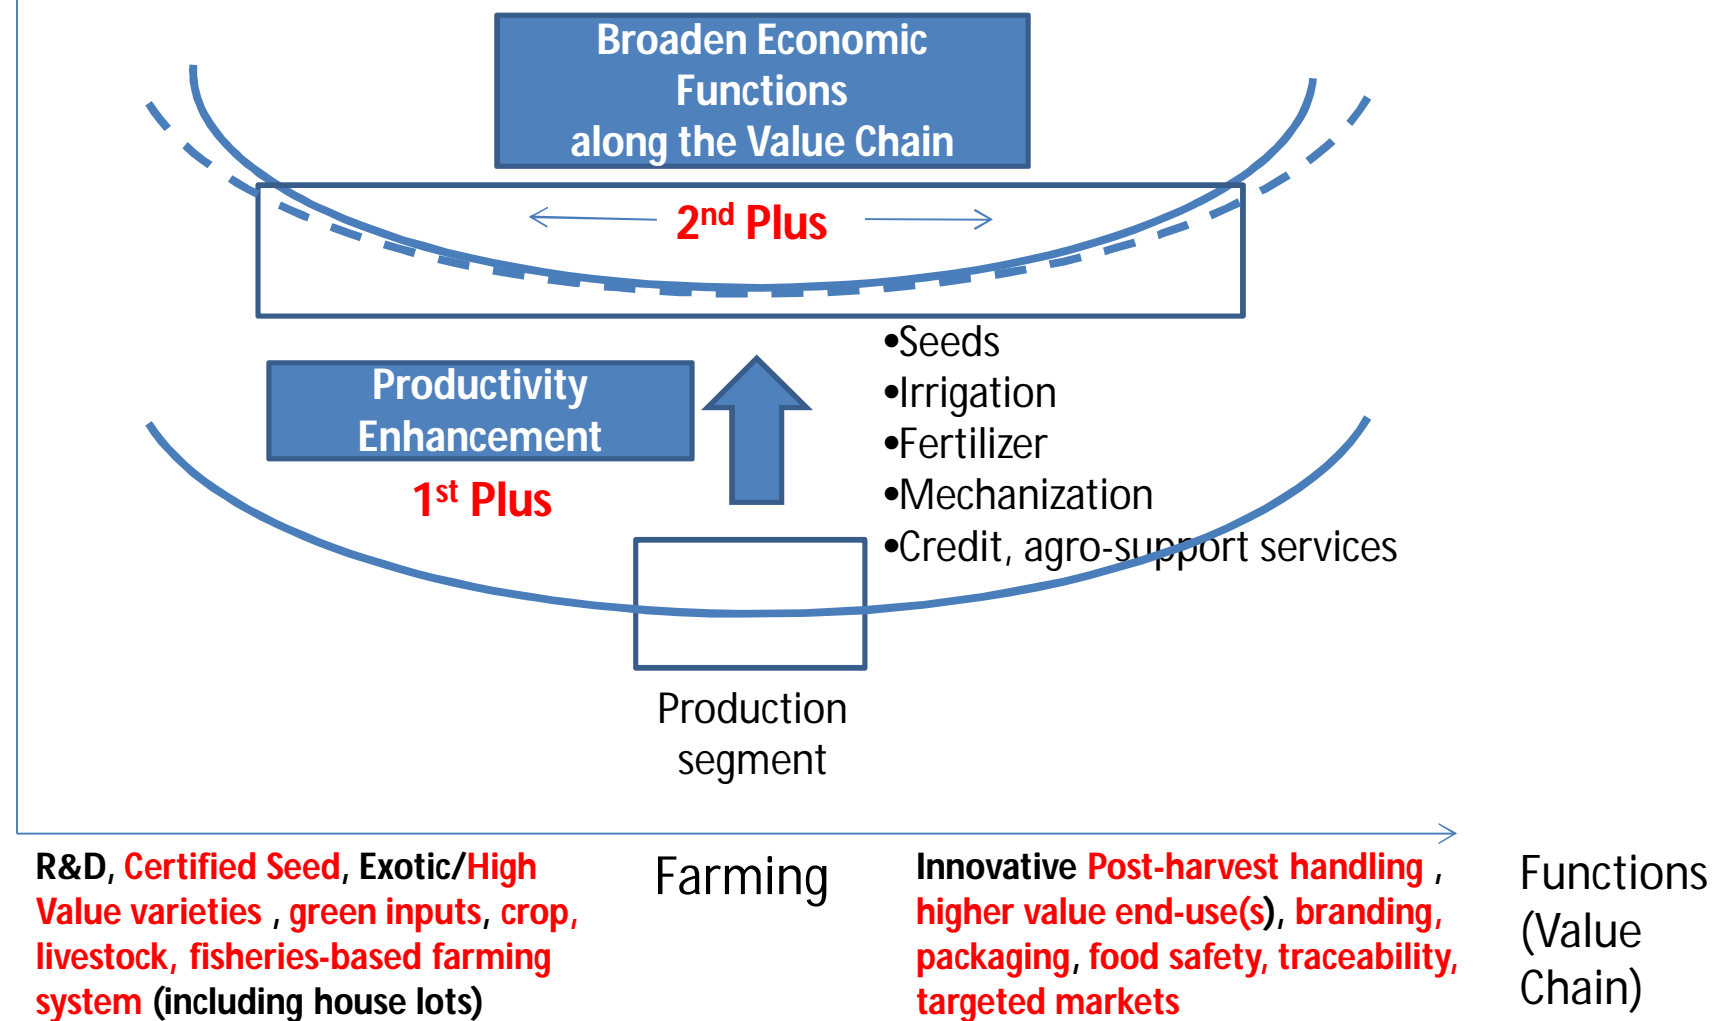 Broaden Economic
Functions
along the Value Chain
2nd Plus
•Seeds
•Irrigation
•Fertilizer
•Mechanization
•Credit, agro-support services
Productivity
Enhancement
1st Plus
Production
segment
R&D, Certified Seed, Exotic/High
Value varieties , green inputs, crop,
livestock, fisheries-based farming
system (including house lots)
Farming
Innovative Post-harvest handling ,
higher value end-use(s), branding,
packaging, food safety, traceability,
targeted markets
Functions
(Value
Chain)